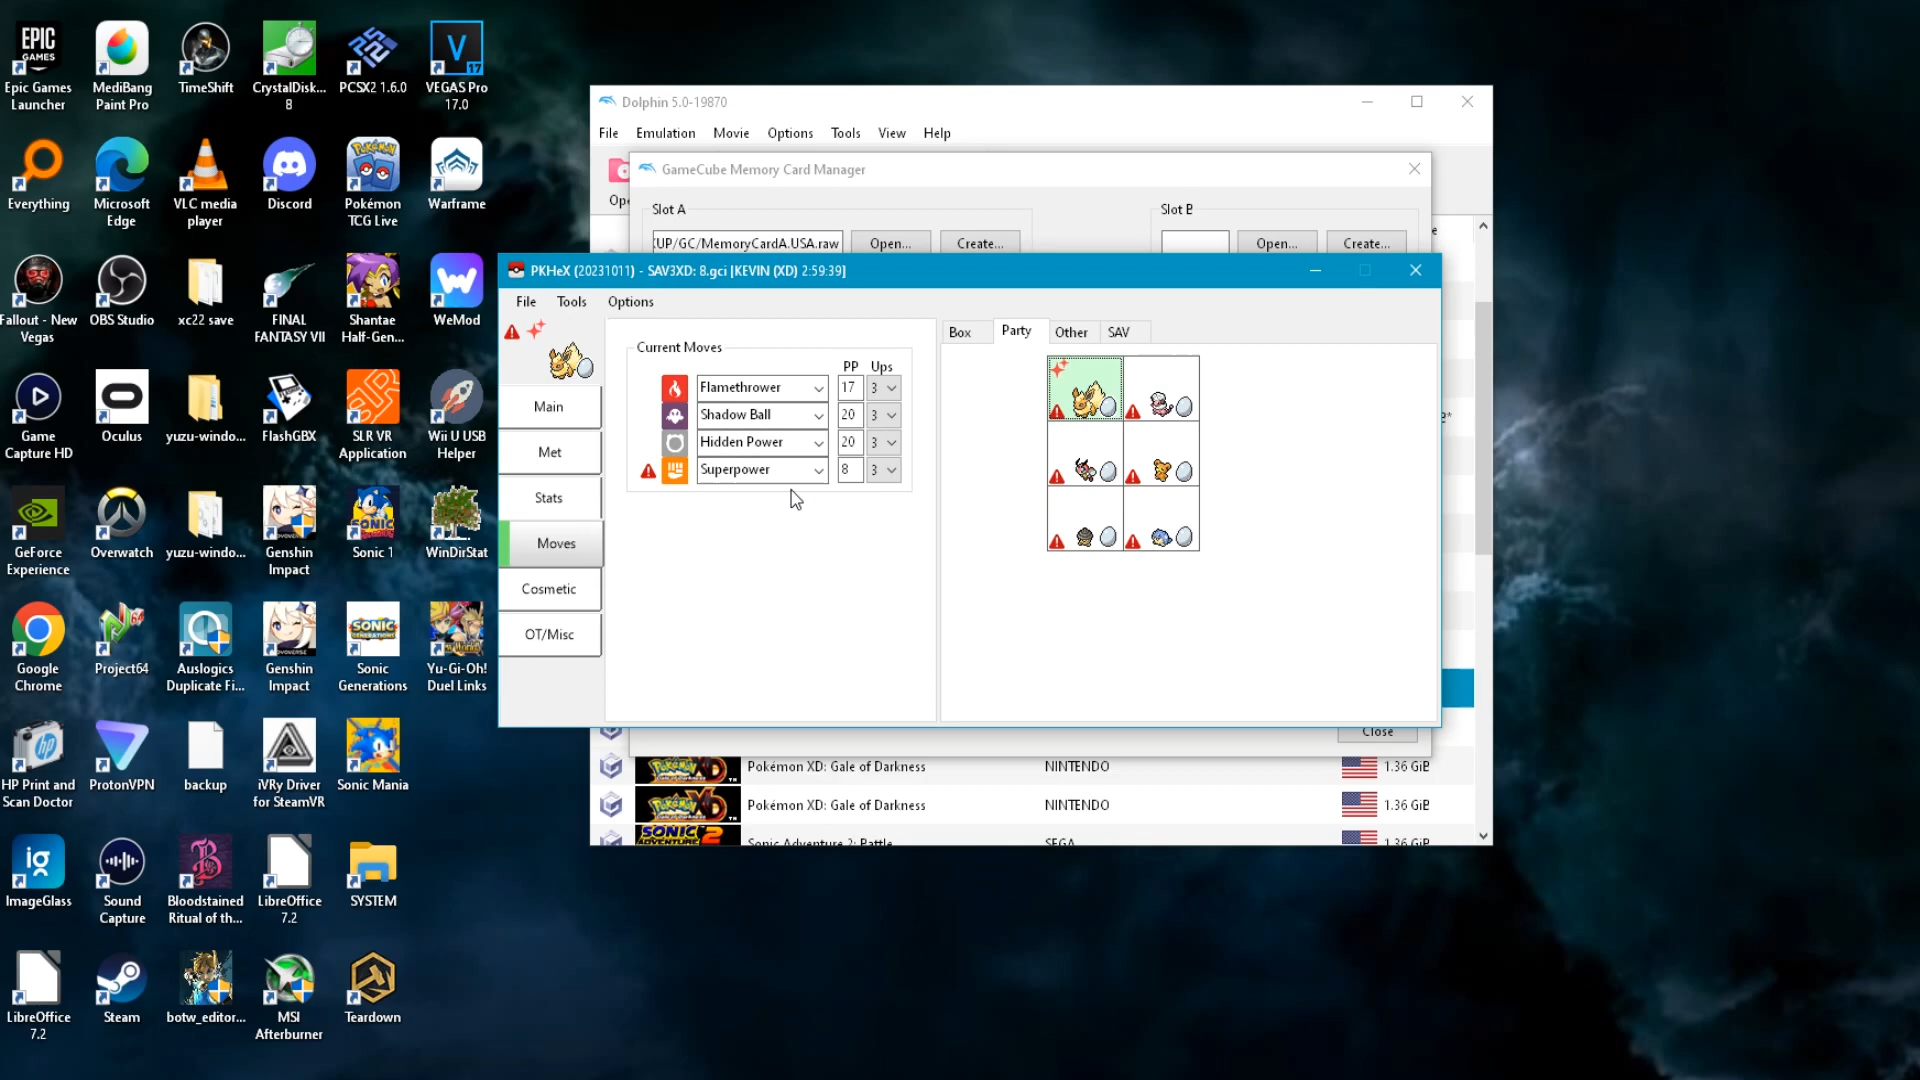 EPIC
GAMES
V
17
Epic Games
Launcher
MediBang
Paint Pro
TimeShift
CrystalDisk...
8
PCSX2 1.6.0
VEGAS Pro
17.0
Everything
Microsoft
Edge
VLC media
player
Discord
Pokémon
TCG Live
Warframe
Fallout - New
Vegas
OBS Studio
xc22 save
FINAL
FANTASY VII
Shantae
Half-Gen...
WeMod
Game
Capture HD
Oculus
yuzu-windo...
FlashGBX
SLR VR
Application
Wii U USB
Helper
GeForce
Experience
Overwatch
yuzu-windo...
Genshin
Impact
Sonic 1
WinDirStat
Google
Chrome
Project64
Auslogics
Duplicate Fi...
Genshin
Impact
Sonic
Generations
Yu-Gi-Oh!
Duel Links
HP Print and
Scan Doctor
ProtonVPN
backup
iVRy Driver
for SteamVR
Sonic Mania
ig
ImageGlass
Sound
Capture
Bloodstained
Ritual of th...
LibreOffice
7.2
SYSTEM
LibreOffice
7.2
Steam
botw_editor...
MSI
Afterburner
Teardown
Dolphin 5.0-19870
File Emulation Movie Options Tools View Help
GameCube Memory Card Manager
Slot A
Slot B
UP/GC/MemoryCardA.USA.raw
Open...
Create...
Open...
Create...
PKHeX (20231011) - SAV3XD: 8.gci [KEVIN (XD) 2:59:39]
File Tools Options
Main
Met
Stats
Moves
Cosmetic
OT/Misc
Current Moves
PP Ups
Flamethrower 17 3
Shadow Ball 20 3
Hidden Power 20 3
Superpower 8 3
Box Party Other SAV
Close
Pokémon XD: Gale of Darkness NINTENDO 1.36 GiB
Pokémon XD: Gale of Darkness NINTENDO 1.36 GiB
Sonic Adventure 2: Battle SEGA 1.36 GiB